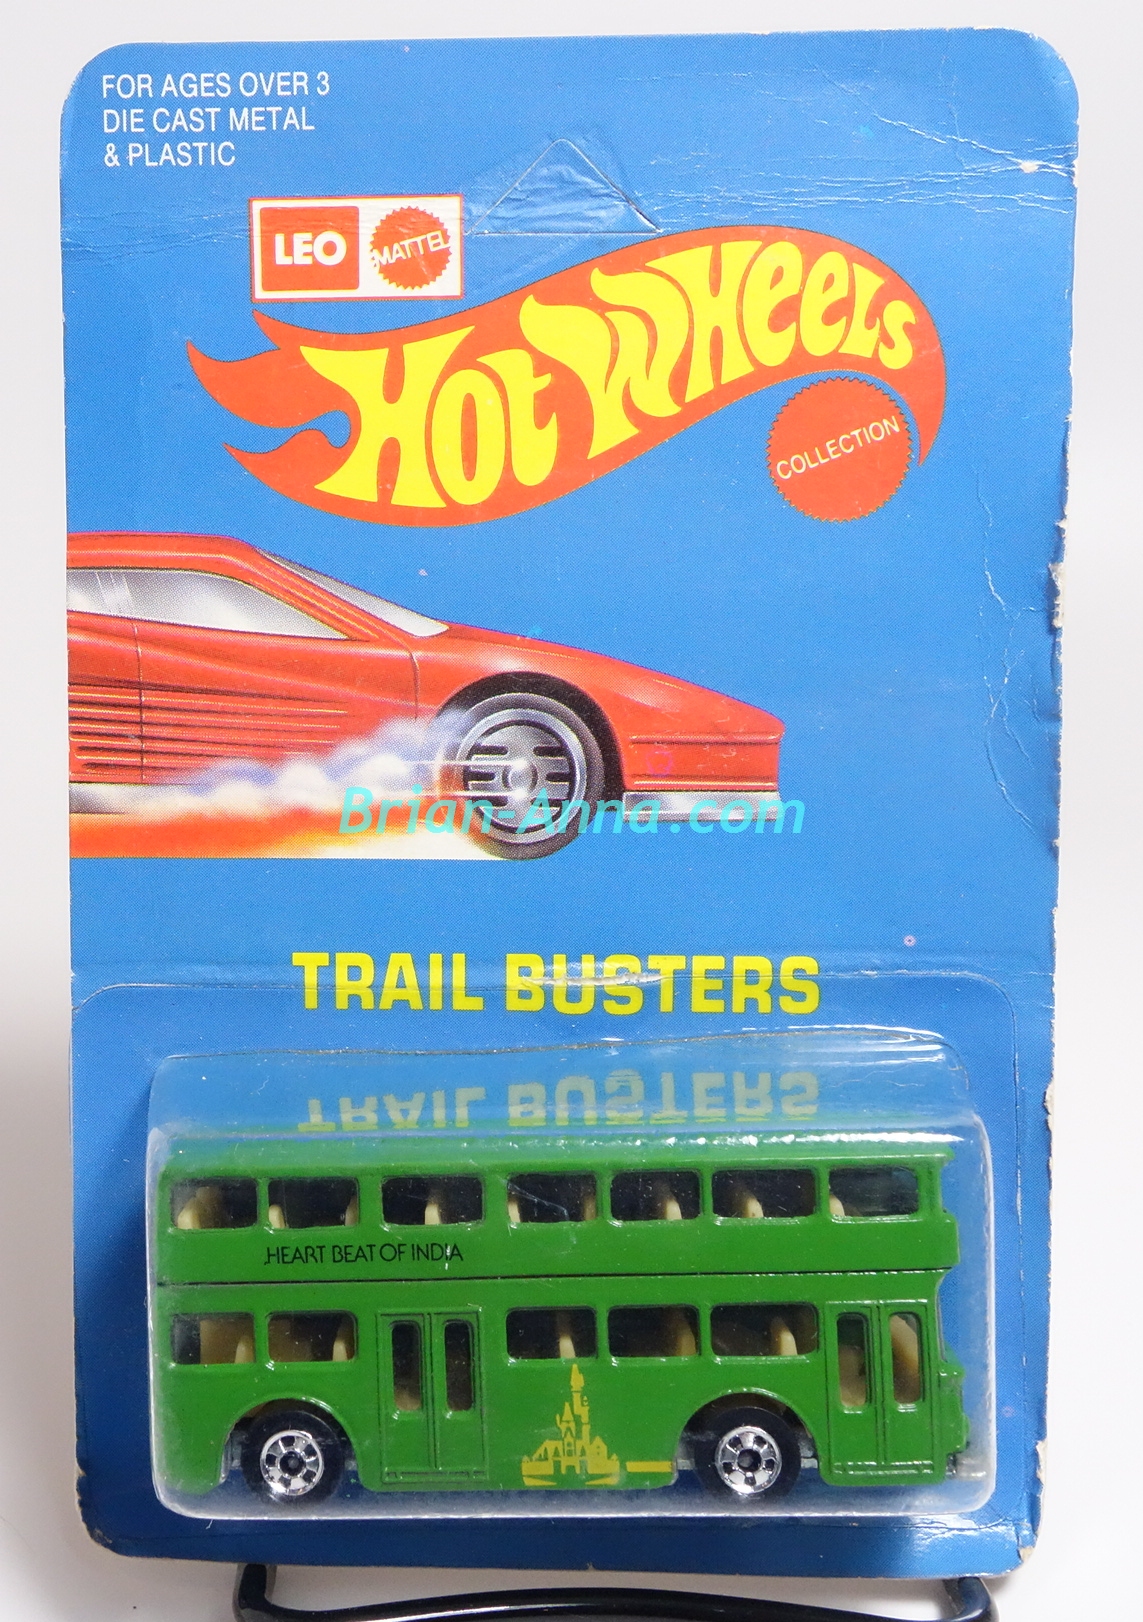 FOR AGES OVER 3
DIE CAST METAL
& PLASTIC
LEO
MATTEL
HOT WHEELS
COLLECTION
Brian-Anna.com
TRAIL BUSTERS
TRAIL BUSTERS
HEART BEAT OF INDIA